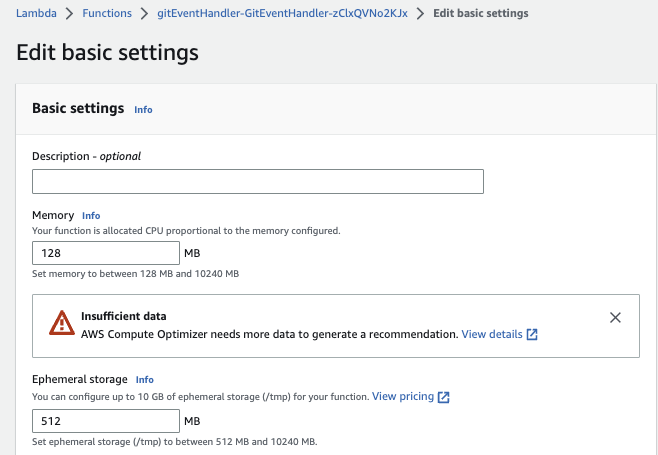 Lambda > Functions > gitEventHandler-GitEventHandler-zClxQVNo2KJx > Edit basic settings
Edit basic settings
Basic settings Info
Description - optional
Memory Info
Your function is allocated CPU proportional to the memory configured.
128 MB
Set memory to between 128 MB and 10240 MB
Insufficient data
AWS Compute Optimizer needs more data to generate a recommendation. View details
Ephemeral storage Info
You can configure up to 10 GB of ephemeral storage (/tmp) for your function. View pricing
512 MB
Set ephemeral storage (/tmp) to between 512 MB and 10240 MB.